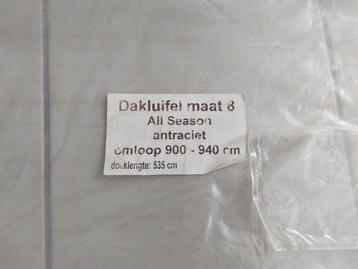 Dakluifel maat 8
All Season
antraciet
omloop 900 - 940 cm
doeklengte: 535 cm